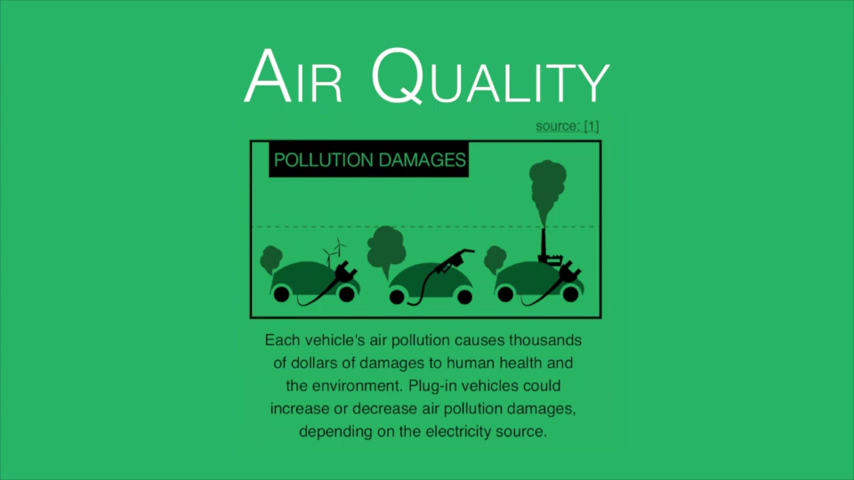 AIR QUALITY
source: [1]
POLLUTION DAMAGES
Each vehicle's air pollution causes thousands
of dollars of damages to human health and
the environment. Plug-in vehicles could
increase or decrease air pollution damages,
depending on the electricity source.